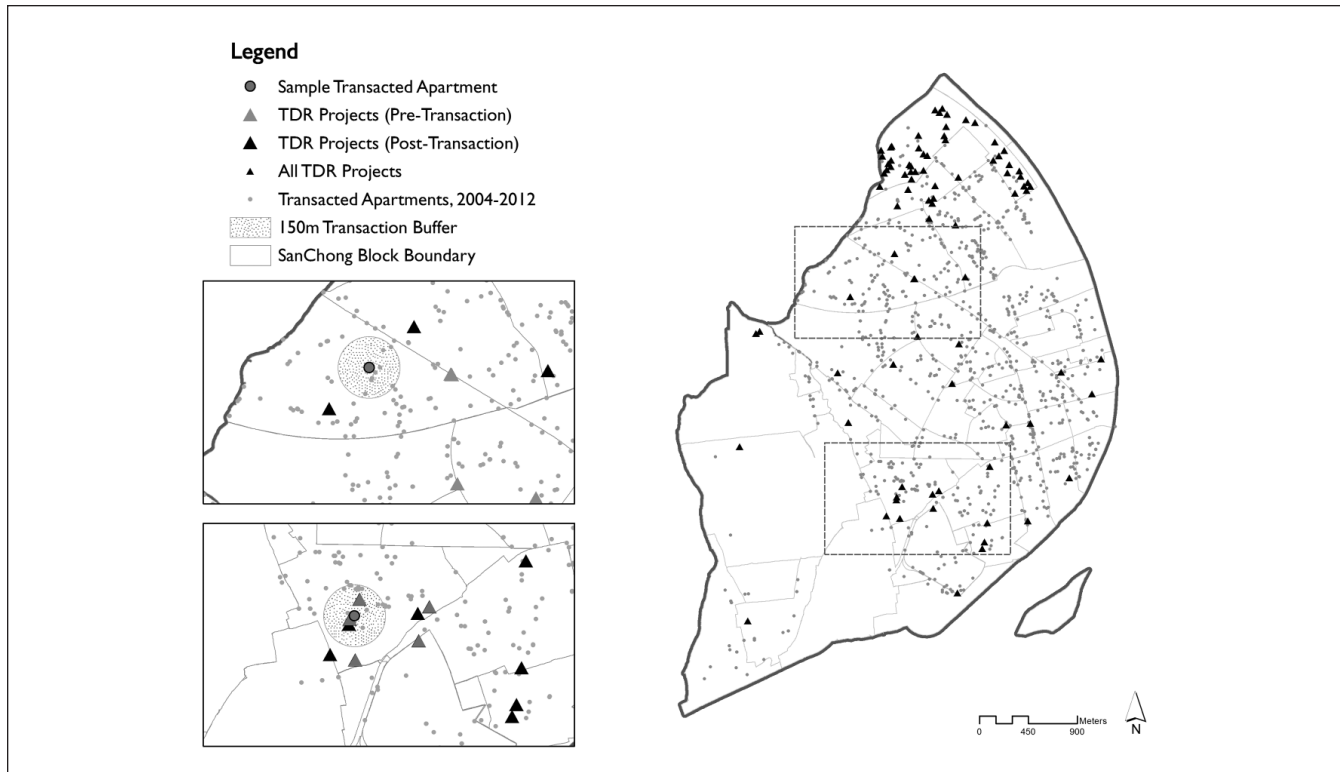 Legend
Sample Transacted Apartment
TDR Projects (Pre-Transaction)
TDR Projects (Post-Transaction)
All TDR Projects
Transacted Apartments, 2004-2012
150m Transaction Buffer
SanChong Block Boundary
Meters
0 450 900
N